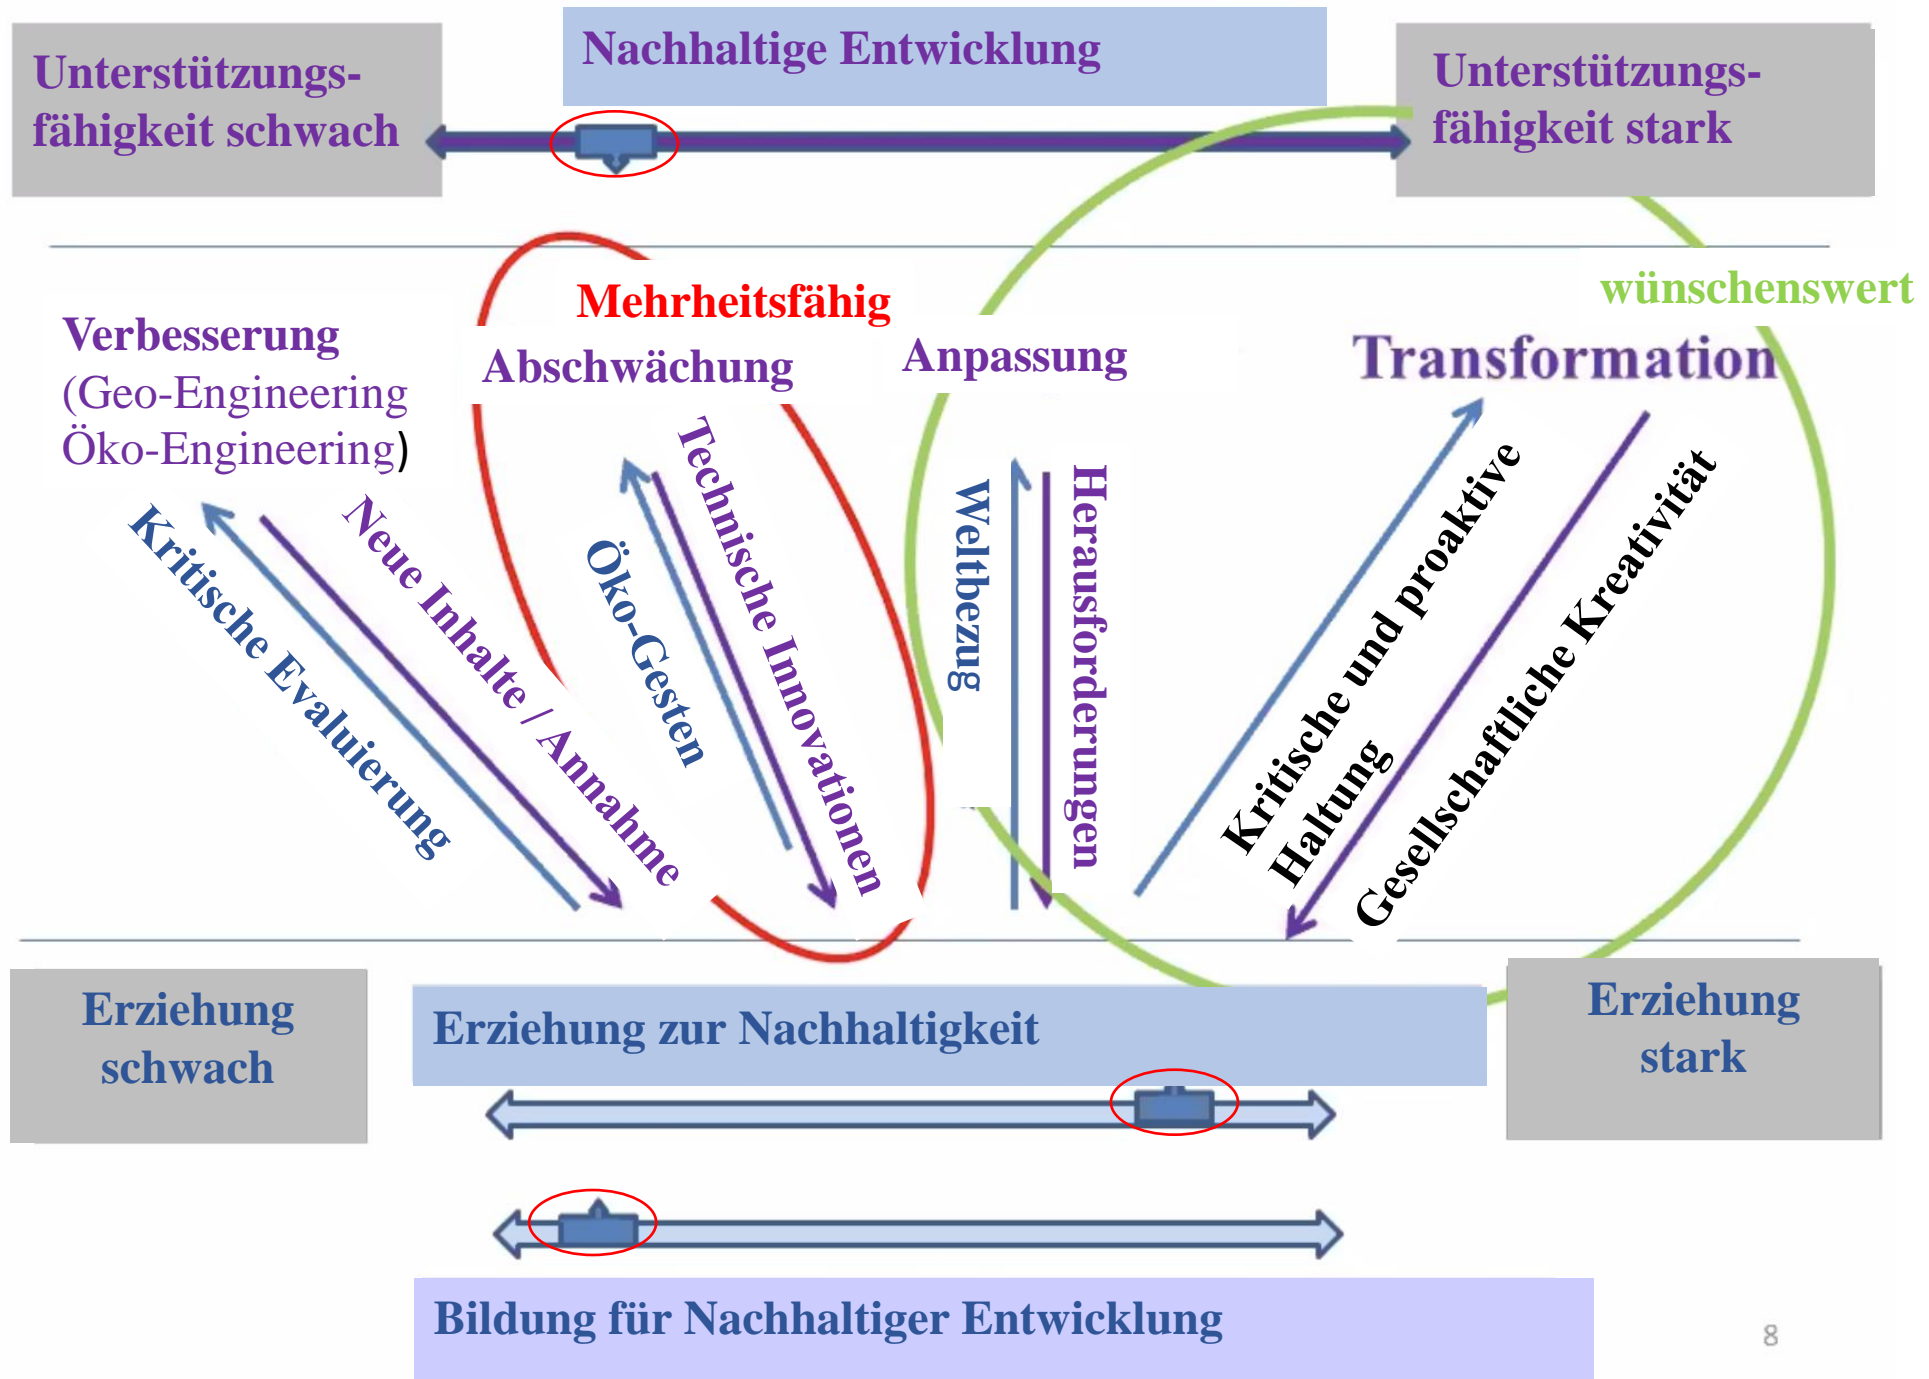 Unterstützungs-
fähigkeit schwach
Nachhaltige Entwicklung
Unterstützungs-
fähigkeit stark
Mehrheitsfähig
wünschenswert
Verbesserung
(Geo-Engineering
Öko-Engineering)
Abschwächung
Anpassung
Transformation
Kritische Evaluierung
Neue Inhalte / Annahme
Öko-Gesten
Technische Innovationen
Weltbezug
Herausforderungen
Kritische und proaktive
Haltung
Gesellschaftliche Kreativität
Erziehung
schwach
Erziehung zur Nachhaltigkeit
Erziehung
stark
Bildung für Nachhaltiger Entwicklung
8